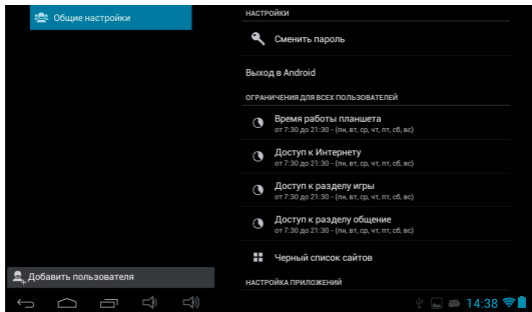 Общие настройки
НАСТРОЙКИ
Сменить пароль
Выход в Android
ОГРАНИЧЕНИЯ ДЛЯ ВСЕХ ПОЛЬЗОВАТЕЛЕЙ
Время работы планшета
от 7:30 до 21:30 - (пн, вт, ср, чт, пт, сб, вс)
Доступ к Интернету
от 7:30 до 21:30 - (пн, вт, ср, чт, пт, сб, вс)
Доступ к разделу игры
от 7:30 до 21:30 - (пн, вт, ср, чт, пт, сб, вс)
Доступ к разделу общение
от 7:30 до 21:30 - (пн, вт, ср, чт, пт, сб, вс)
Черный список сайтов
НАСТРОЙКА ПРИЛОЖЕНИЙ
Добавить пользователя
14:38